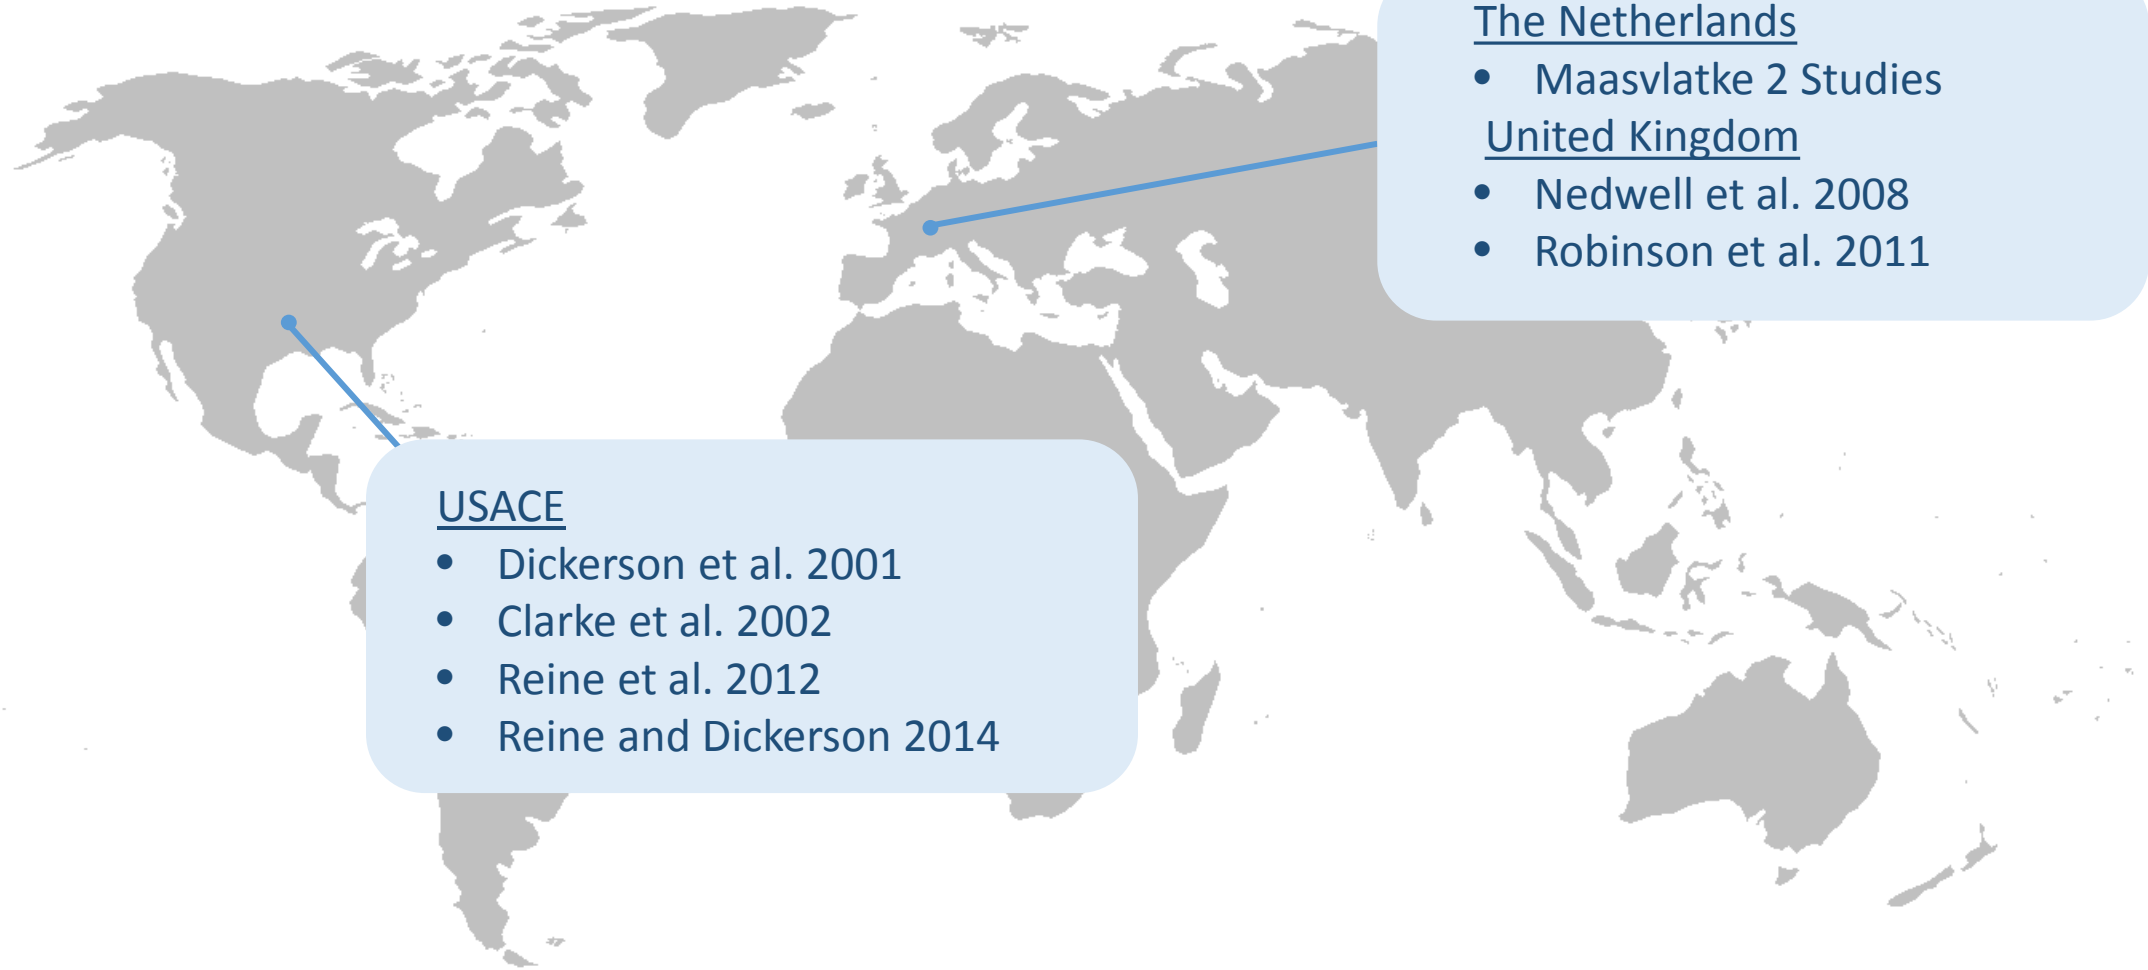 The Netherlands
• Maasvlatke 2 Studies
United Kingdom
• Nedwell et al. 2008
• Robinson et al. 2011
USACE
• Dickerson et al. 2001
• Clarke et al. 2002
• Reine et al. 2012
• Reine and Dickerson 2014